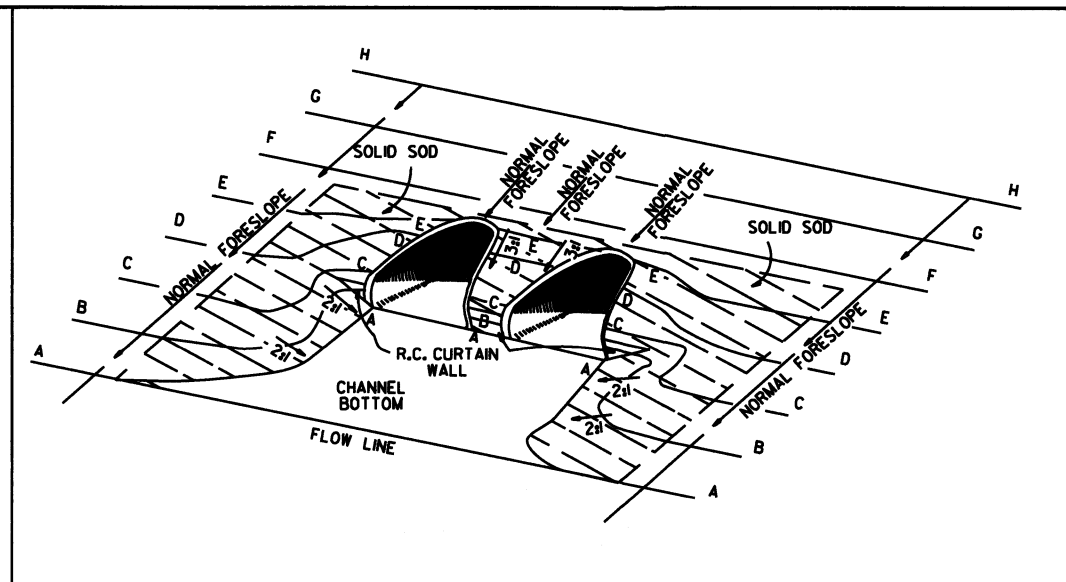 H
G
F
E
D
C
B
A
SOLID SOD
NORMAL
FORESLOPE
NORMAL
FORESLOPE
NORMAL
FORESLOPE
NORMAL FORESLOPE
SOLID SOD
H
G
F
E
D
C
B
A
NORMAL FORESLOPE
E
D
C
A
3:1
F
D
C
B
A
3:1
E
D
C
A
2:1
2:1
2:1
2:1
R.C. CURTAIN
WALL
CHANNEL
BOTTOM
FLOW LINE